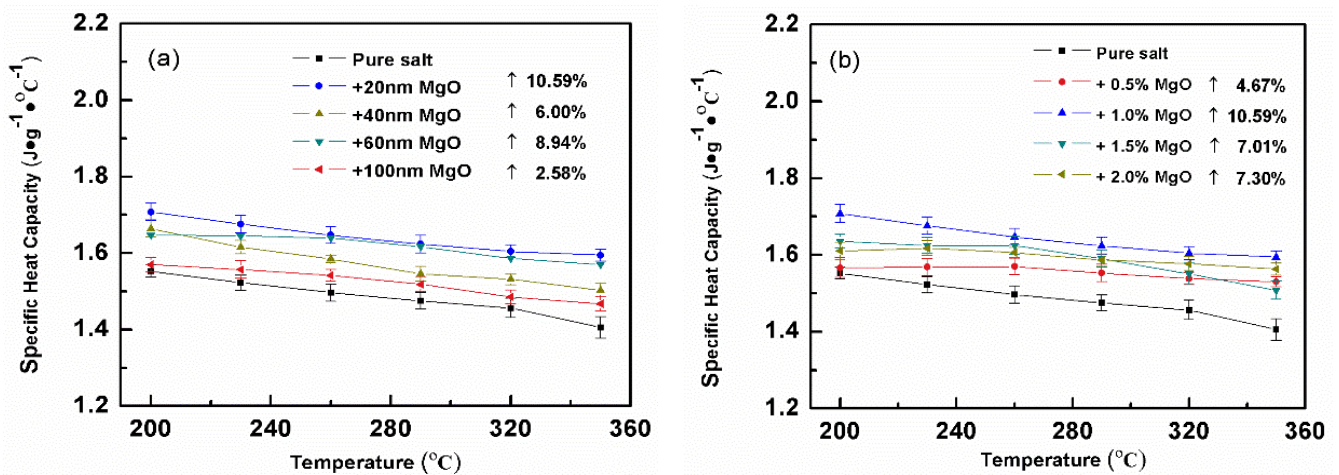 (a)
Pure salt
+20nm MgO ↑ 10.59%
+40nm MgO ↑ 6.00%
+60nm MgO ↑ 8.94%
+100nm MgO ↑ 2.58%
Specific Heat Capacity (J•g⁻¹•°C⁻¹)
2.2
2.0
1.8
1.6
1.4
1.2
200 240 280 320 360
Temperature (°C)
(b)
Pure salt
+ 0.5% MgO ↑ 4.67%
+ 1.0% MgO ↑ 10.59%
+ 1.5% MgO ↑ 7.01%
+ 2.0% MgO ↑ 7.30%
Specific Heat Capacity (J•g⁻¹•°C⁻¹)
2.2
2.0
1.8
1.6
1.4
1.2
200 240 280 320 360
Temperature (°C)